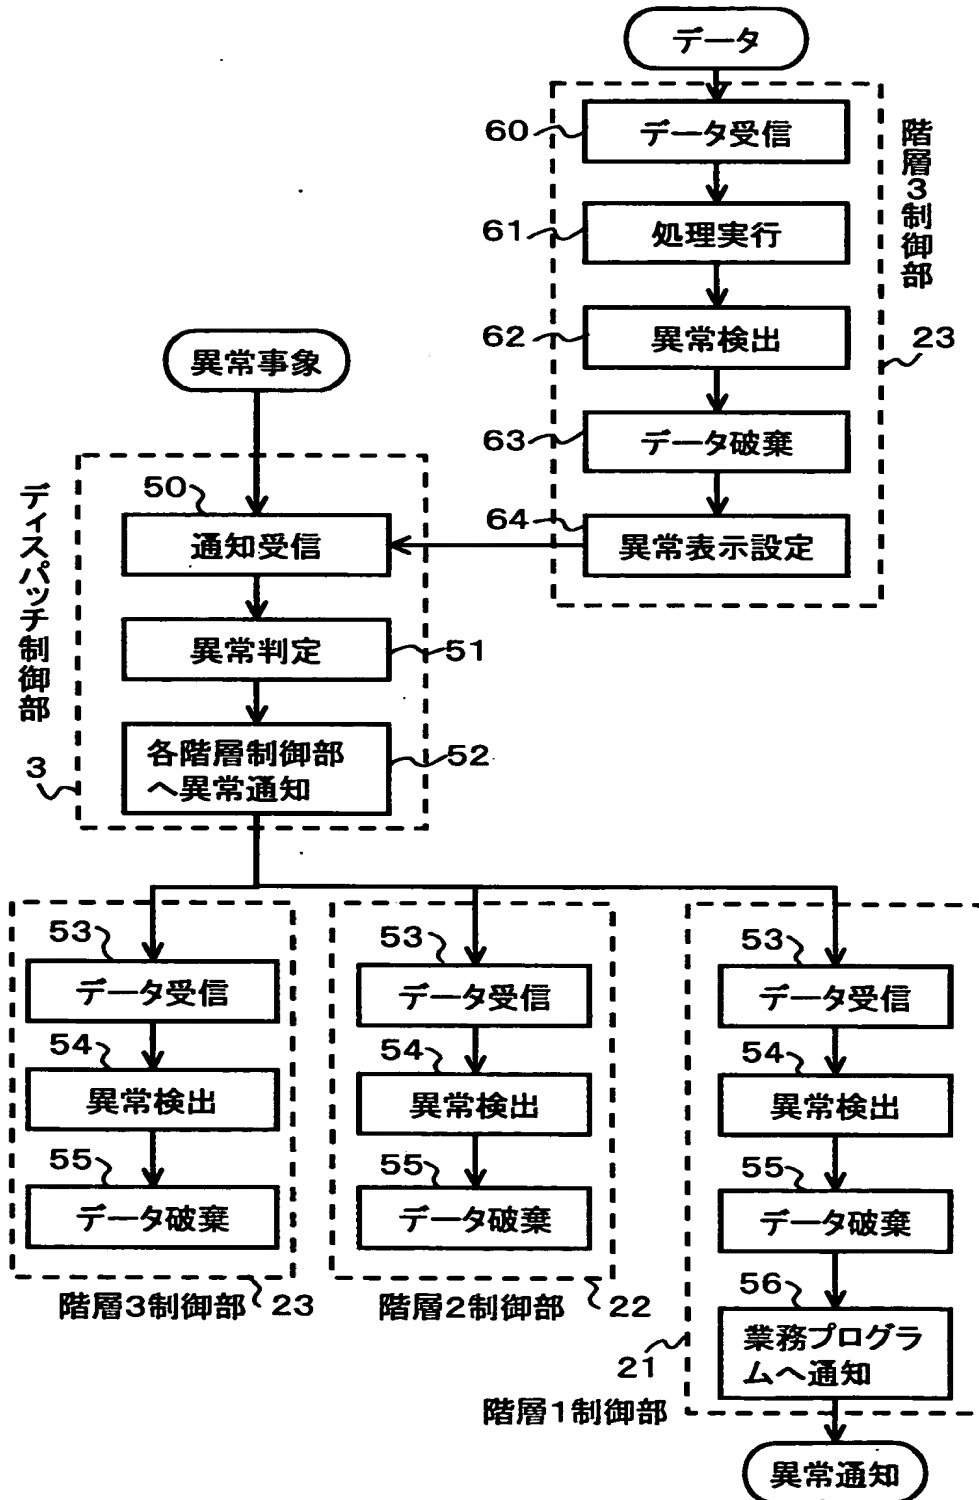 データ
60
データ受信
61
処理実行
62
異常検出
63
データ破棄
64
異常表示設定
階層3制御部
23
異常事象
50
通知受信
異常判定
51
各階層制御部
へ異常通知
52
ディスパッチ制御部
3
53
データ受信
54
異常検出
55
データ破棄
階層3制御部
23
53
データ受信
54
異常検出
55
データ破棄
階層2制御部
22
53
データ受信
54
異常検出
55
データ破棄
56
業務プログラ
ムへ通知
21
階層1制御部
異常通知